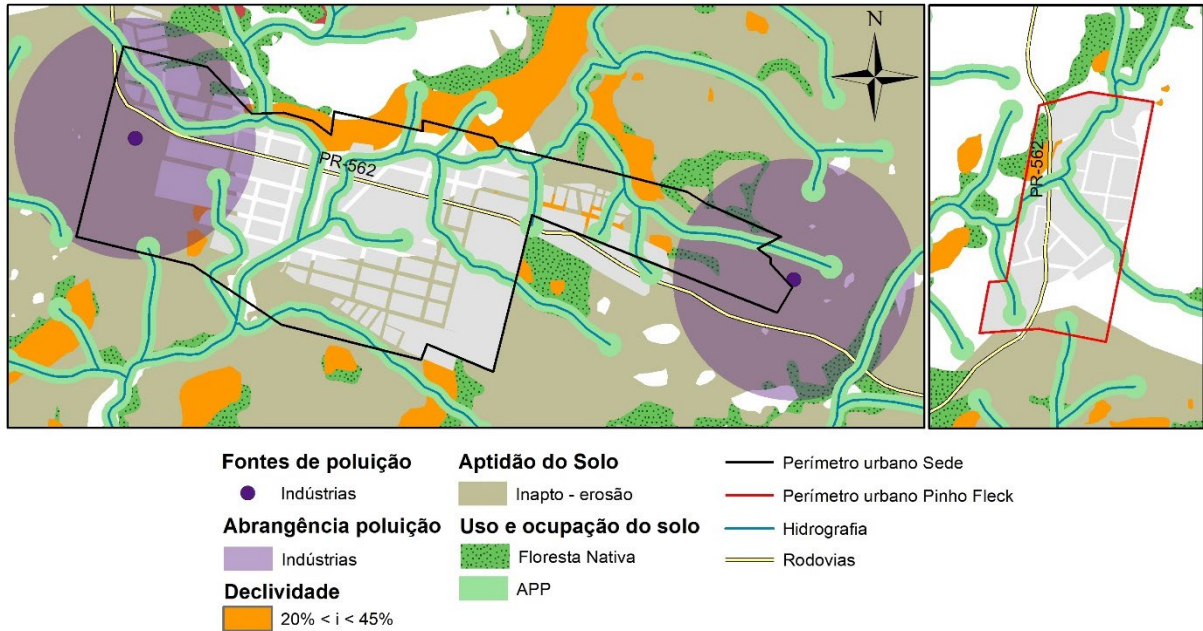 N
PR-562
PR-562
Fontes de poluição
Indústrias
Abrangência poluição
Indústrias
Declividade
20% < i < 45%
Aptidão do Solo
Inapto - erosão
Uso e ocupação do solo
Floresta Nativa
APP
Perímetro urbano Sede
Perímetro urbano Pinho Fleck
Hidrografia
Rodovias